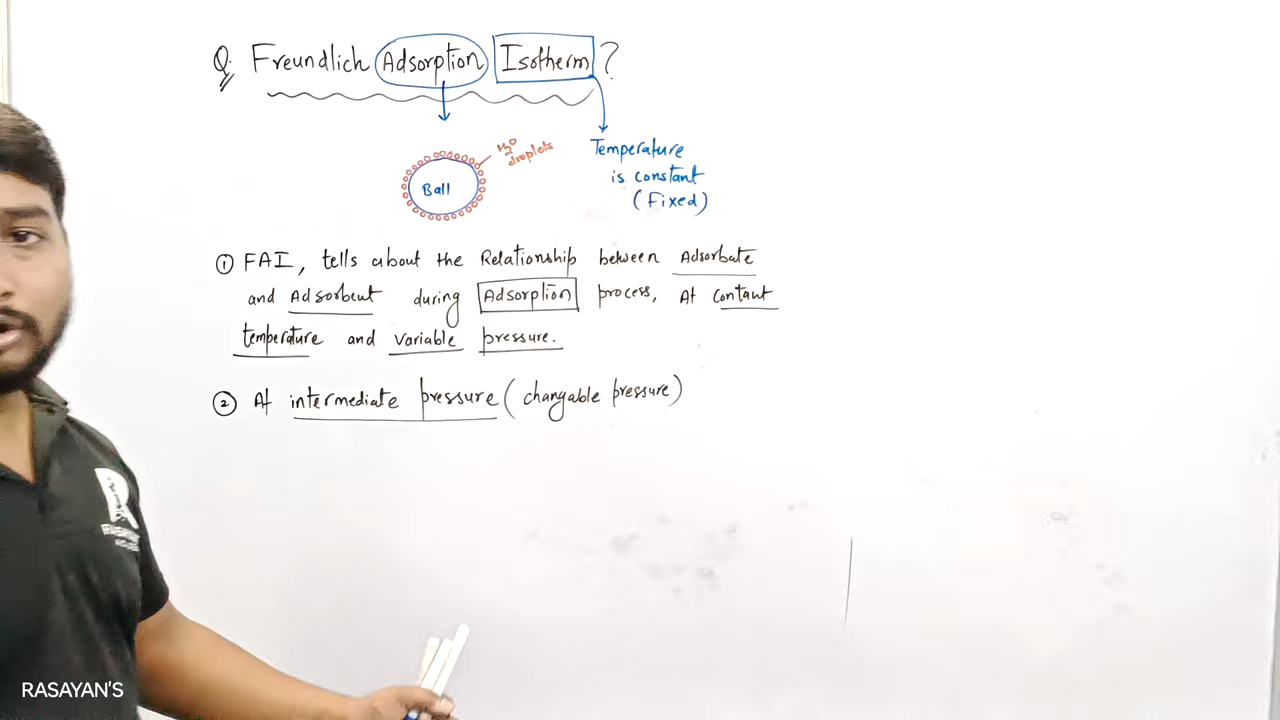 Q. Freundlich Adsorption Isotherm?
H2O
droplets
Ball
Temperature
is constant
(Fixed)
① FAI, tells about the Relationship between Adsorbate
and Adsorbent during Adsorption process, At contant
temperature and variable pressure.
② At intermediate pressure (changable pressure)
RASAYAN'S